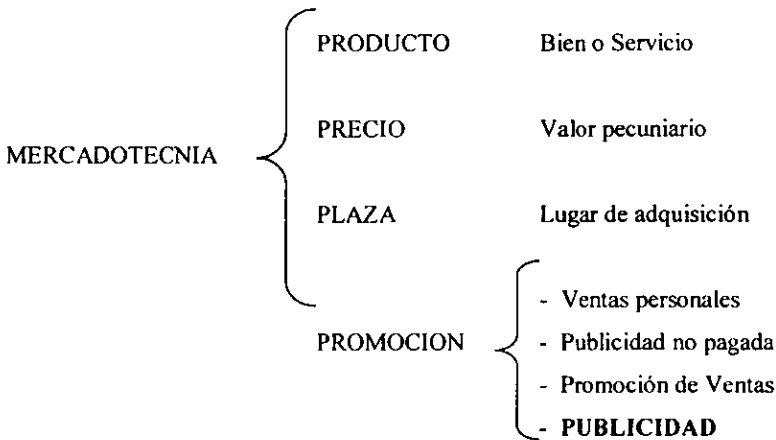 PRODUCTO Bien o Servicio
PRECIO Valor pecuniario
MERCADOTECNIA
PLAZA Lugar de adquisición
- Ventas personales
PROMOCION - Publicidad no pagada
- Promoción de Ventas
- PUBLICIDAD